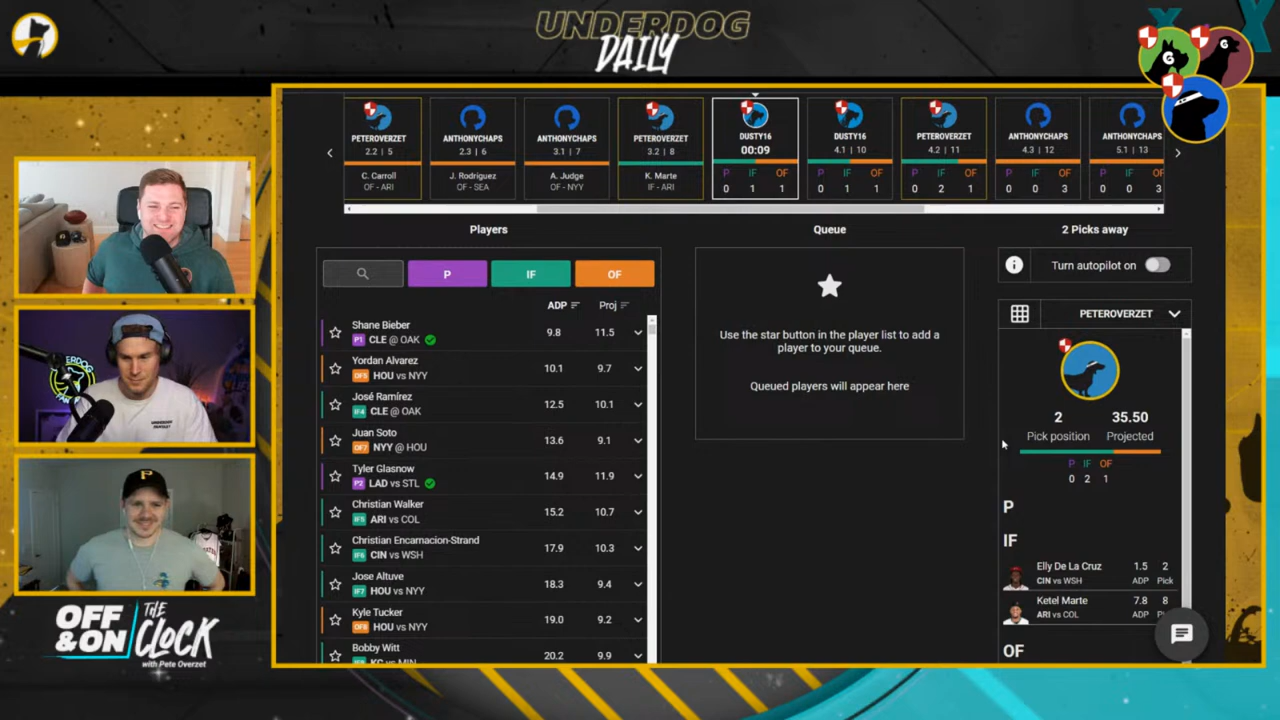 UNDERDOG
DAILY
PETEROVERZET
2.2 | 5
C. Carroll
OF - ARI
ANTHONYCHAPS
2.3 | 6
J. Rodríguez
OF - SEA
ANTHONYCHAPS
3.1 | 7
A. Judge
OF - NYY
PETEROVERZET
3.2 | 8
K. Marte
IF - ARI
DUSTY16
00:09
P IF OF
0 1 1
DUSTY16
4.1 | 10
P IF OF
0 1 1
PETEROVERZET
4.2 | 11
P IF OF
0 2 1
ANTHONYCHAPS
4.3 | 12
P IF OF
0 0 3
ANTHONYCHAPS
5.1 | 13
P IF OF
0 0 3
G
G
Players
Queue
2 Picks away
P IF OF
ADP Proj
Shane Bieber
P1 CLE @ OAK
9.8 11.5
Yordan Alvarez
OF5 HOU vs NYY
10.1 9.7
José Ramírez
IF4 CLE @ OAK
12.5 10.1
Juan Soto
OF7 NYY @ HOU
13.6 9.1
Tyler Glasnow
P2 LAD vs STL
14.9 11.9
Christian Walker
IF5 ARI vs COL
15.2 10.7
Christian Encarnacion-Strand
IF6 CIN vs WSH
17.9 10.3
Jose Altuve
IF7 HOU vs NYY
18.3 9.4
Kyle Tucker
OF8 HOU vs NYY
19.0 9.2
Bobby Witt
KC vs MIN
20.2 9.9
Use the star button in the player list to add a
player to your queue.
Queued players will appear here
Turn autopilot on
PETEROVERZET
2 35.50
Pick position Projected
P IF OF
0 2 1
P
IF
Elly De La Cruz 1.5 2
CIN vs WSH ADP Pick
Ketel Marte 7.8 8
ARI vs COL ADP
OF
UNDERDOG
P
OFF & ON
THE CLOCK
with Pete Overzet